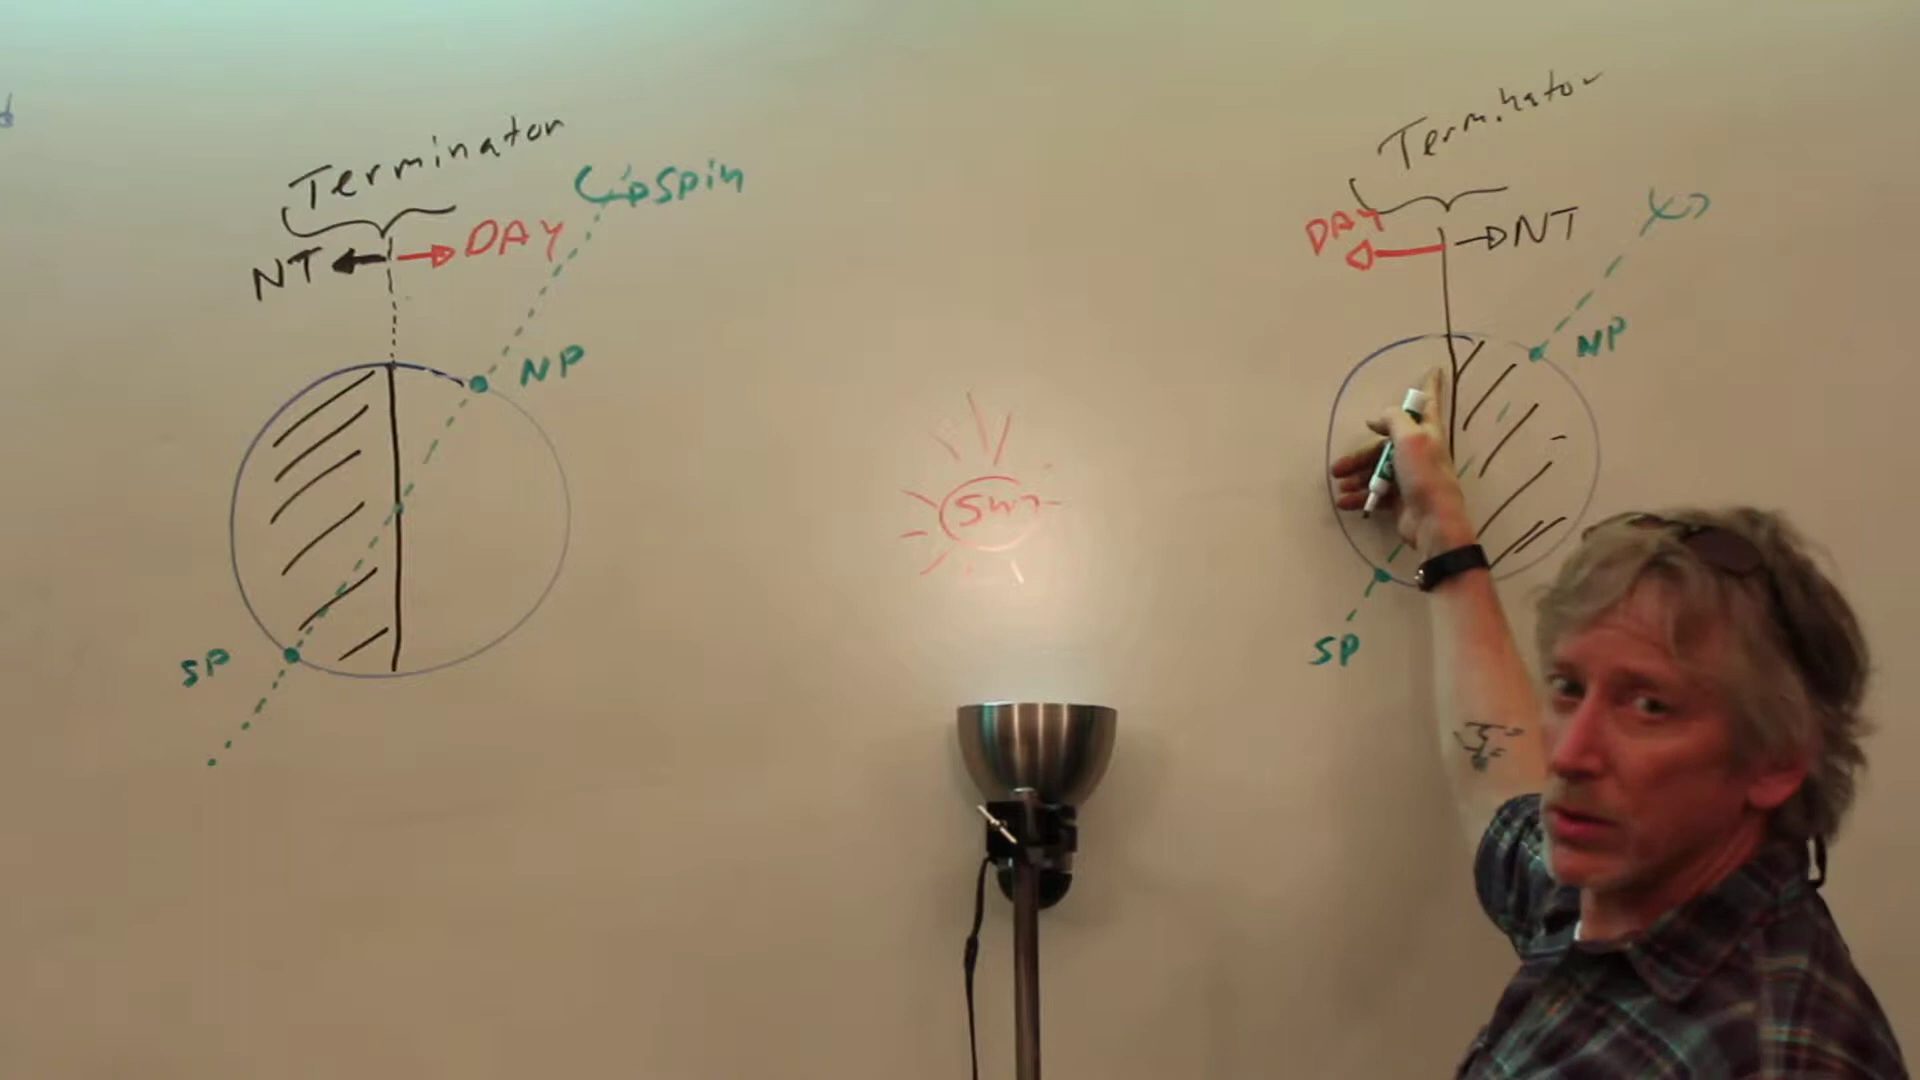 Terminator
Spin
NT
DAY
NP
SP
Sun
Terminator
DAY
NT
NP
SP